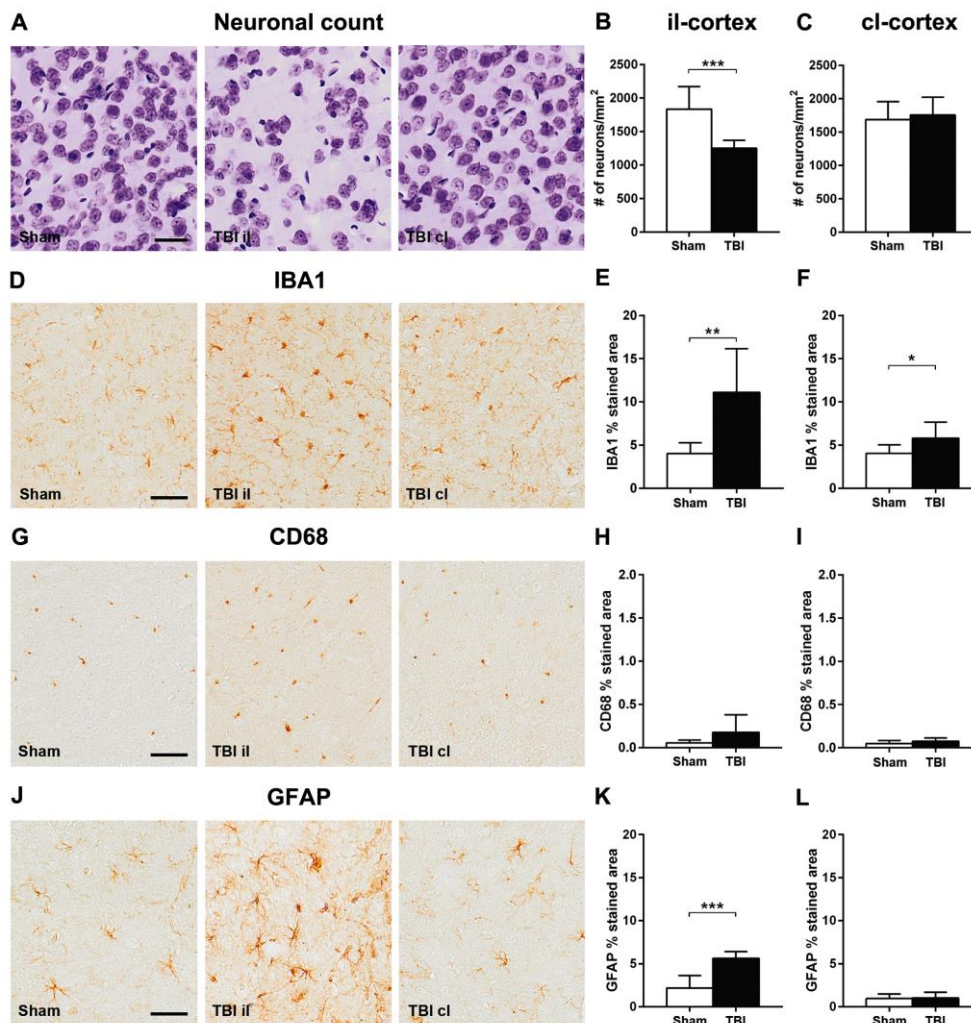 A Neuronal count
Sham
TBI il
TBI cl
B il-cortex
# of neurons/mm²
2500
2000
1500
1000
500
0
***
Sham TBI
C cl-cortex
# of neurons/mm²
2500
2000
1500
1000
500
0
Sham TBI
D IBA1
Sham
TBI il
TBI cl
E
IBA1 % stained area
20
15
10
5
0
**
Sham TBI
F
IBA1 % stained area
20
15
10
5
0
*
Sham TBI
G CD68
Sham
TBI il
TBI cl
H
CD68 % stained area
2.0
1.5
1.0
0.5
0.0
Sham TBI
I
CD68 % stained area
2.0
1.5
1.0
0.5
0.0
Sham TBI
J GFAP
Sham
TBI il
TBI cl
K
GFAP % stained area
20
15
10
5
0
***
Sham TBI
L
GFAP % stained area
20
15
10
5
0
Sham TBI